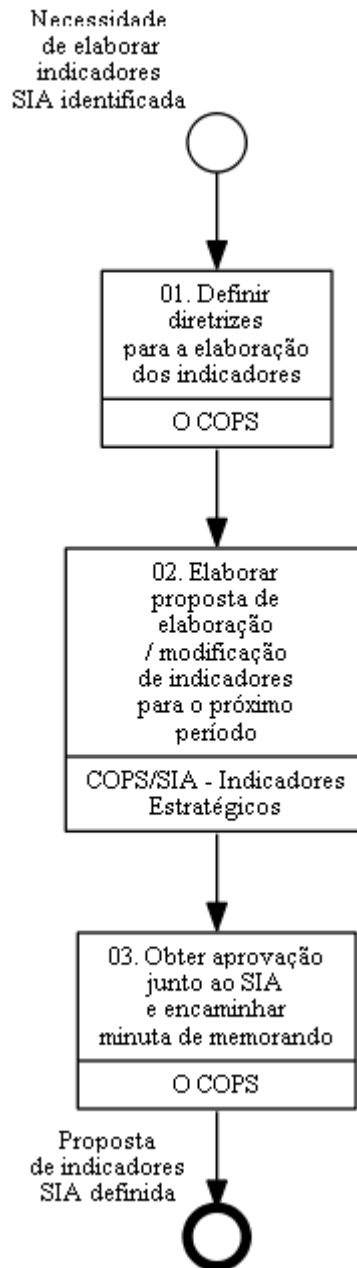 Necessidade
de elaborar
indicadores
SIA identificada
01. Definir
diretrizes
para a elaboração
dos indicadores
O COPS
02. Elaborar
proposta de
elaboração
/ modificação
de indicadores
para o próximo
período
COPS/SIA - Indicadores
Estratégicos
03. Obter aprovação
junto ao SIA
e encaminhar
minuta de memorando
O COPS
Proposta
de indicadores
SIA definida